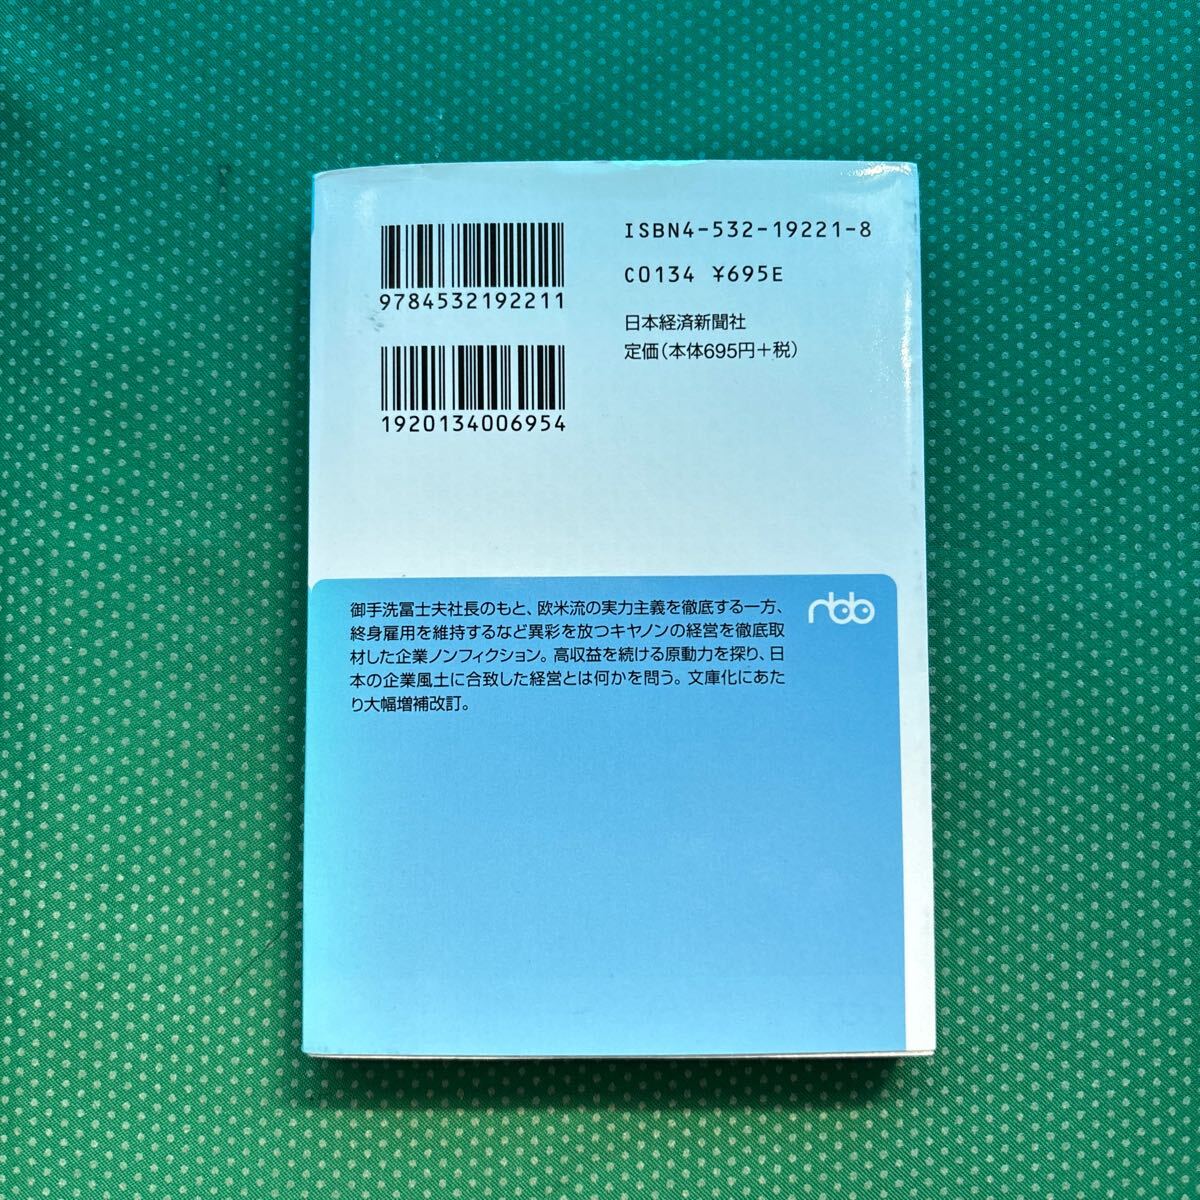 9784532192211
1920134006954
ISBN4-532-19221-8
C0134 ¥695E
日本経済新聞社
定価(本体695円+税)
nbb
御手洗冨士夫社長のもと、欧米流の実力主義を徹底する一方、
終身雇用を維持するなど異彩を放つキヤノンの経営を徹底取
材した企業ノンフィクション。高収益を続ける原動力を探り、日
本の企業風土に合致した経営とは何かを問う。文庫化にあた
り大幅増補改訂。